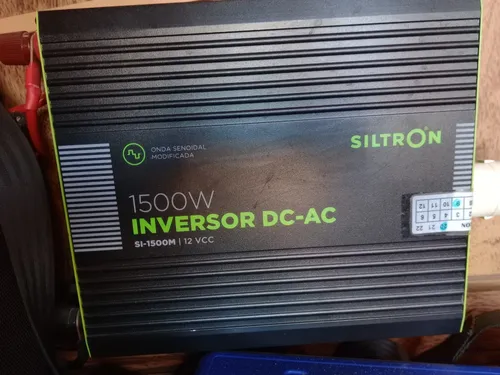 ONDA SENOIDAL
MODIFICADA
SILTRON
1500W
INVERSOR DC-AC
SI-1500M | 12 VCC